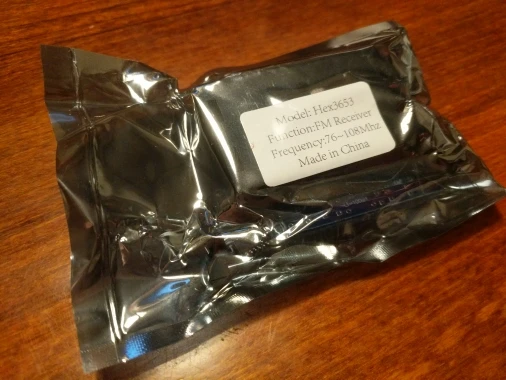 Model: Hex3653
Function:FM Receiver
Frequency:76~108Mhz
Made in China